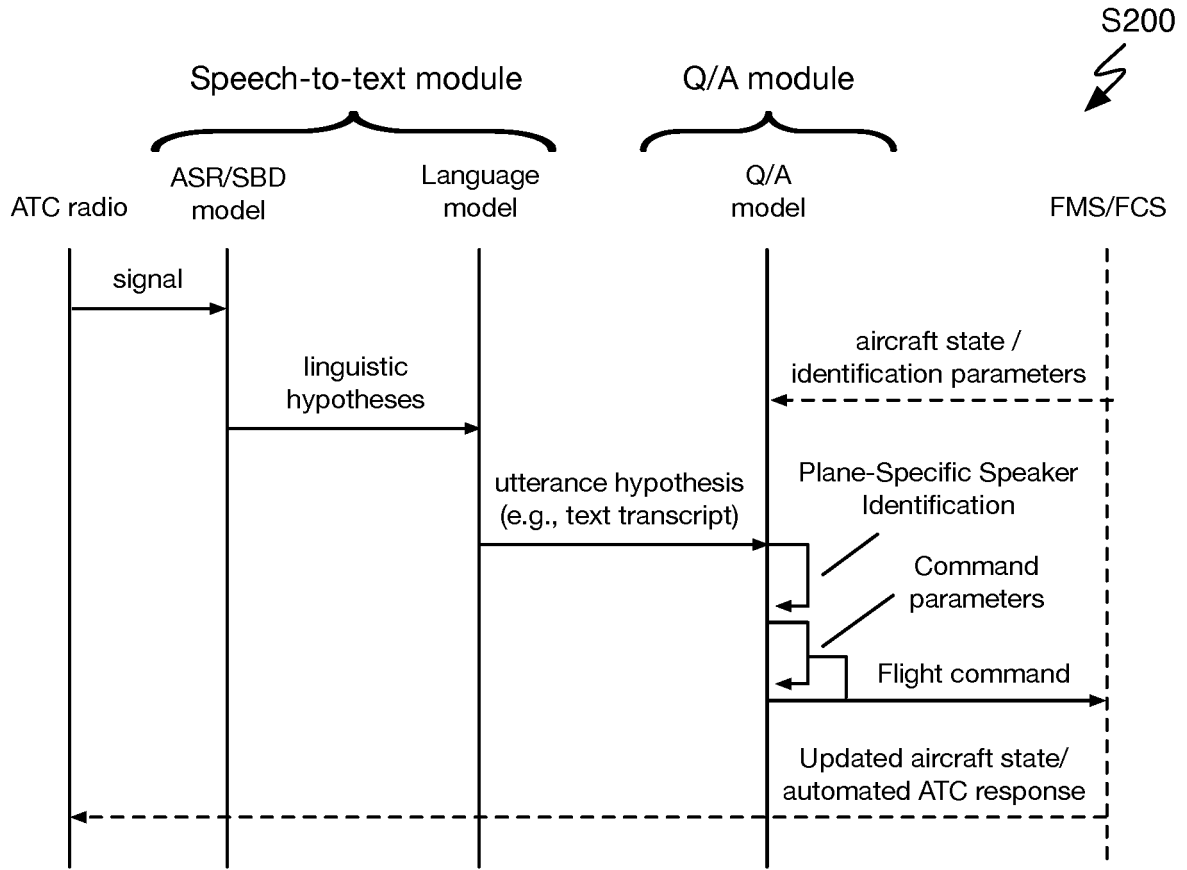 S200
Speech-to-text module
Q/A module
ASR/SBD
model
Language
model
Q/A
model
ATC radio
FMS/FCS
signal
aircraft state /
identification parameters
linguistic
hypotheses
Plane-Specific Speaker
Identification
utterance hypothesis
(e.g., text transcript)
Command
parameters
Flight command
Updated aircraft state/
automated ATC response